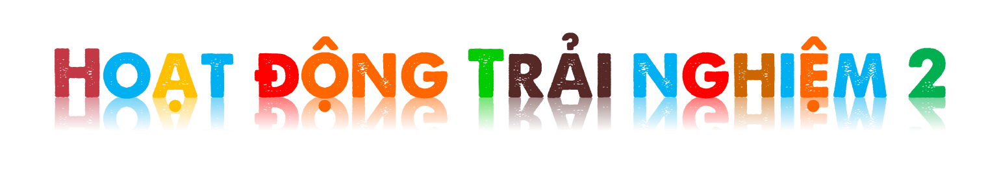 HOẠT ĐỘNG TRẢI NGHIỆM 2